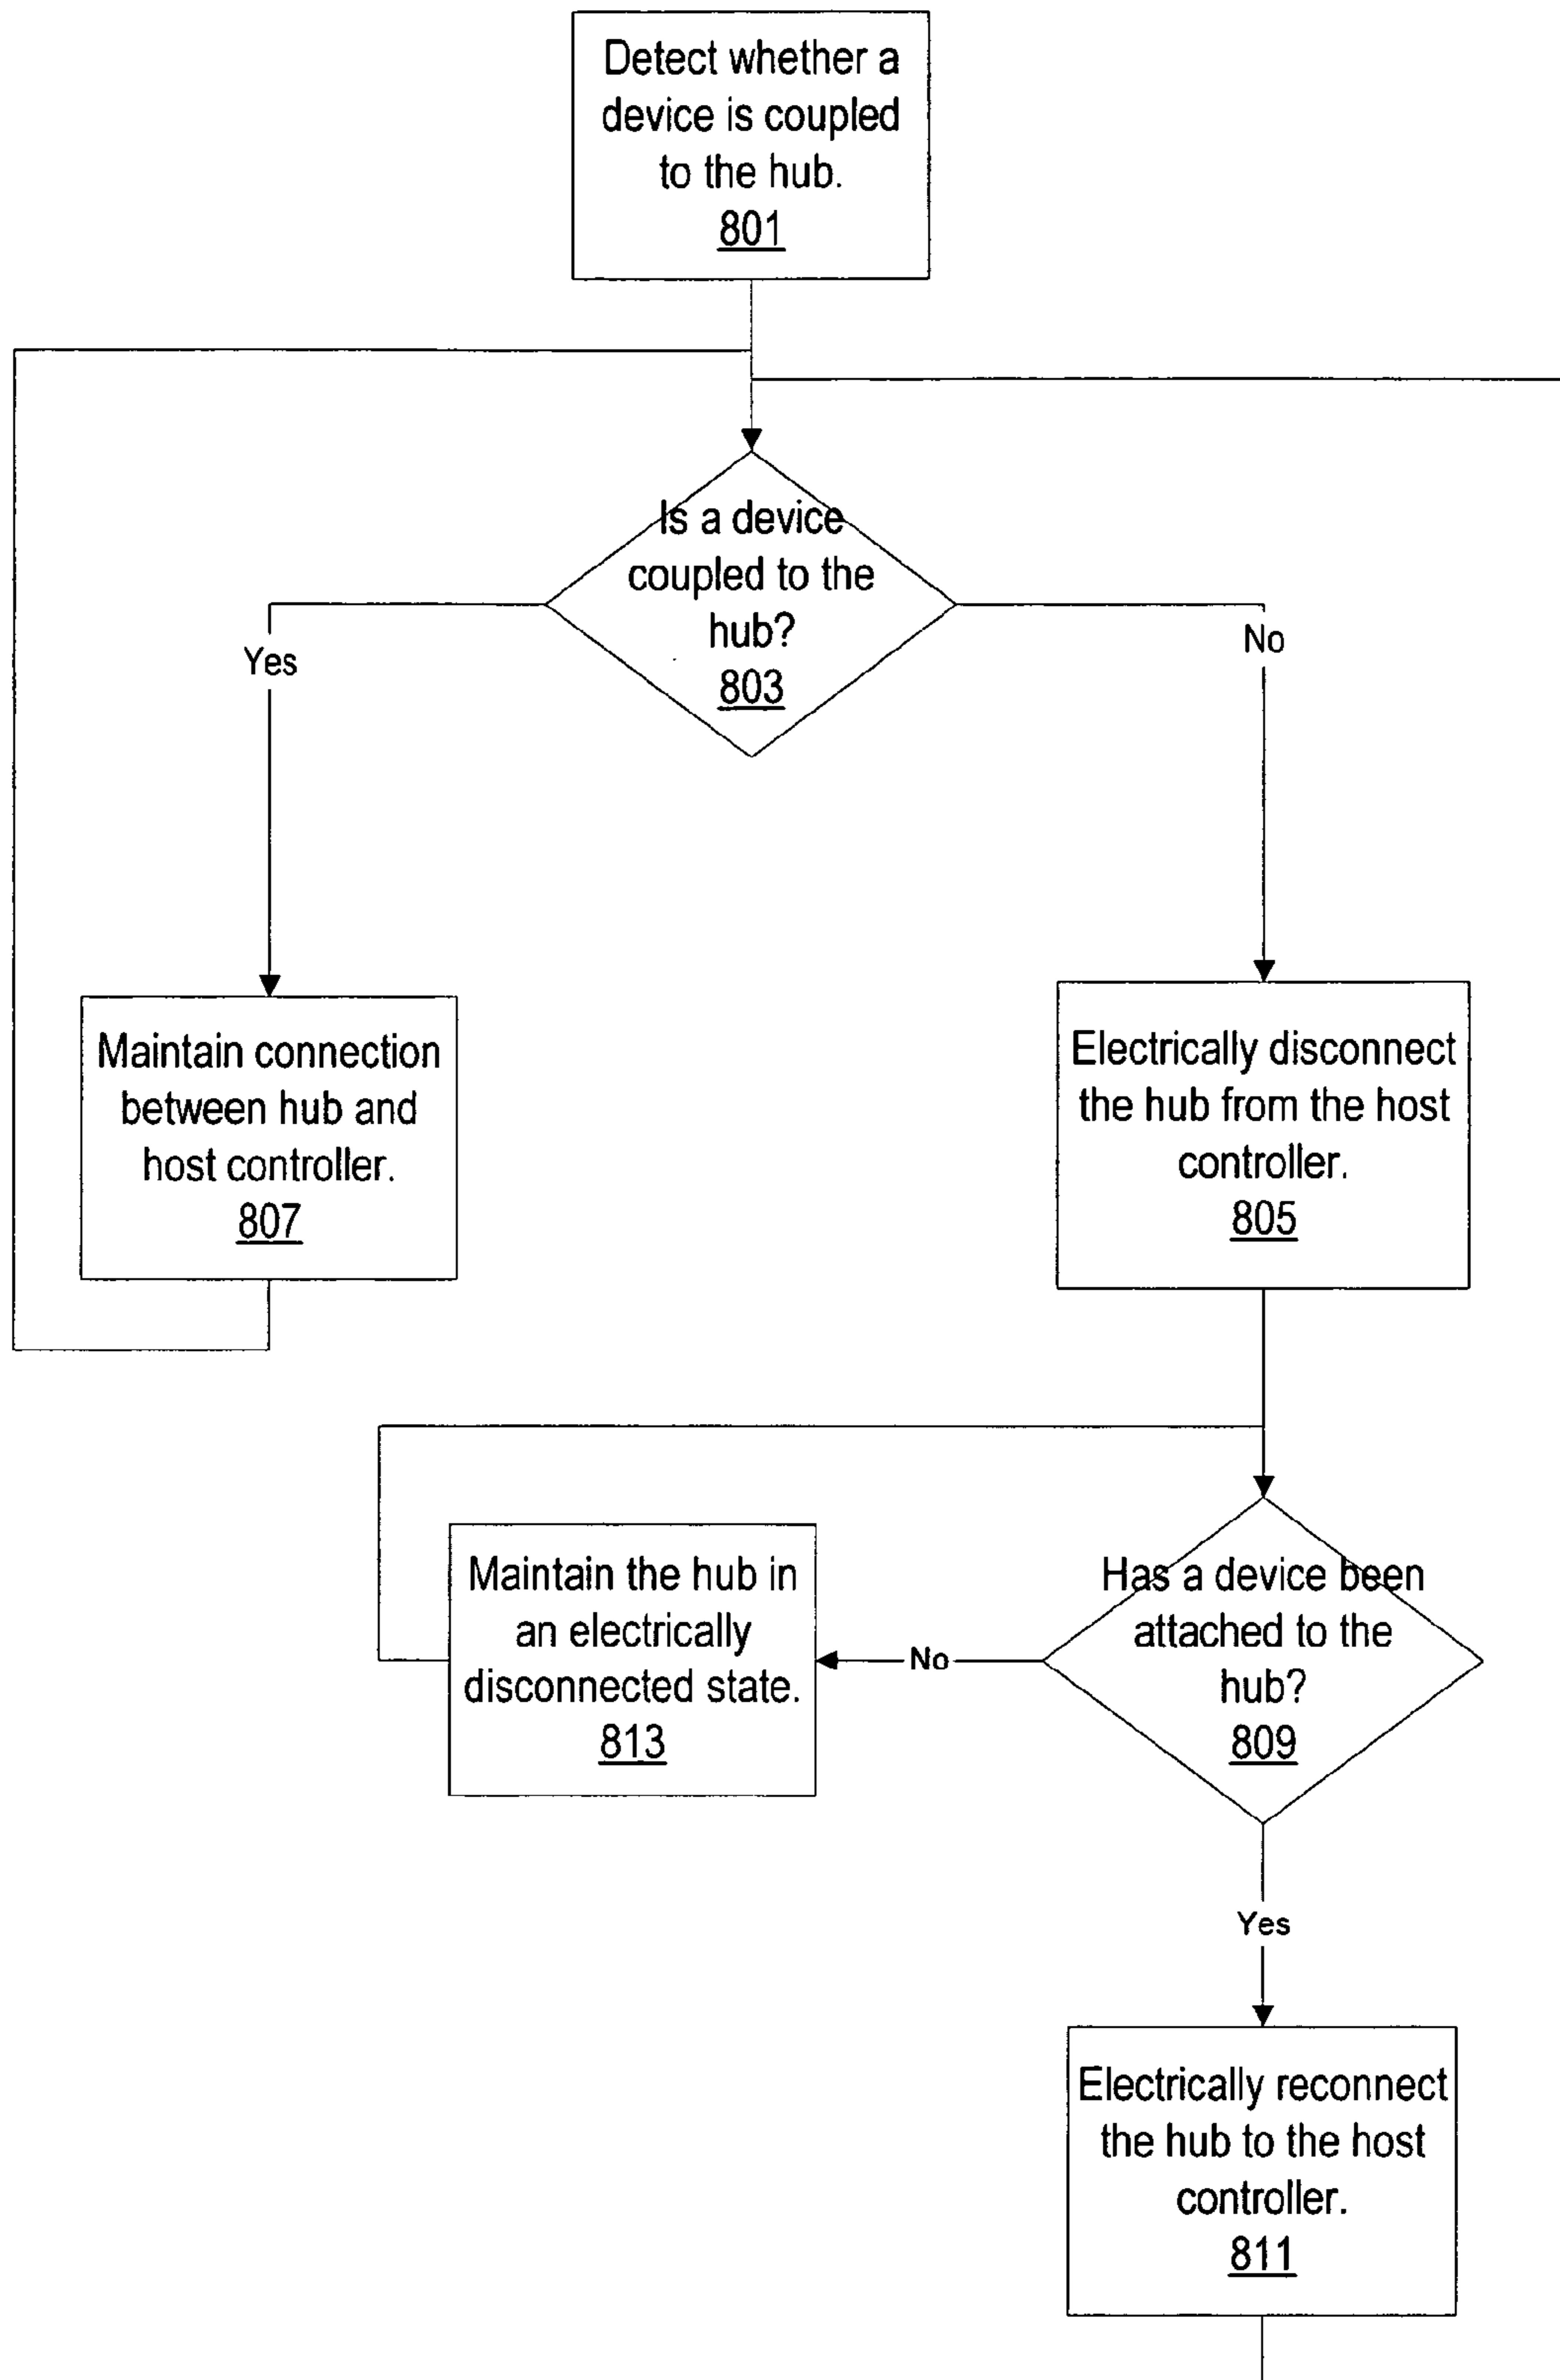 Detect whether a
device is coupled
to the hub.
801
Is a device
coupled to the
hub?
803
Yes
No
Maintain connection
between hub and
host controller.
807
Electrically disconnect
the hub from the host
controller.
805
Maintain the hub in
an electrically
disconnected state.
813
No
Has a device been
attached to the
hub?
809
Yes
Electrically reconnect
the hub to the host
controller.
811